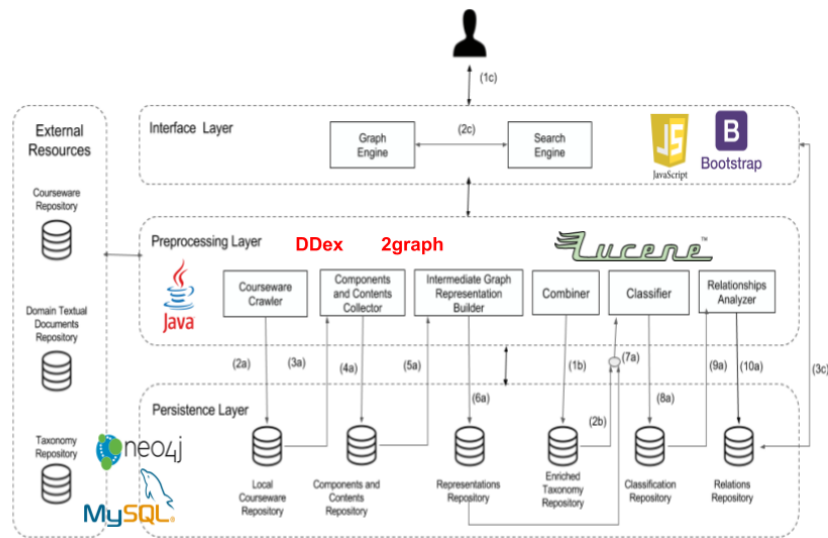 (1c)
External
Resources
Courseware
Repository
Domain Textual
Documents
Repository
Taxonomy
Repository
Interface Layer
Graph
Engine
(2c)
Search
Engine
JS
JavaScript
B
Bootstrap
Preprocessing Layer
DDex
2graph
Lucene™
Java
Courseware
Crawler
Components
and Contents
Collector
Intermediate Graph
Representation
Builder
Combiner
Classifier
Relationships
Analyzer
(2a)
(3a)
(4a)
(5a)
(6a)
(1b)
(2b)
(7a)
(8a)
(9a)
(10a)
(3c)
Persistence Layer
neo4j
MySQL®
Local
Courseware
Repository
Components and
Contents
Repository
Representations
Repository
Enriched
Taxonomy
Repository
Classification
Repository
Relations
Repository